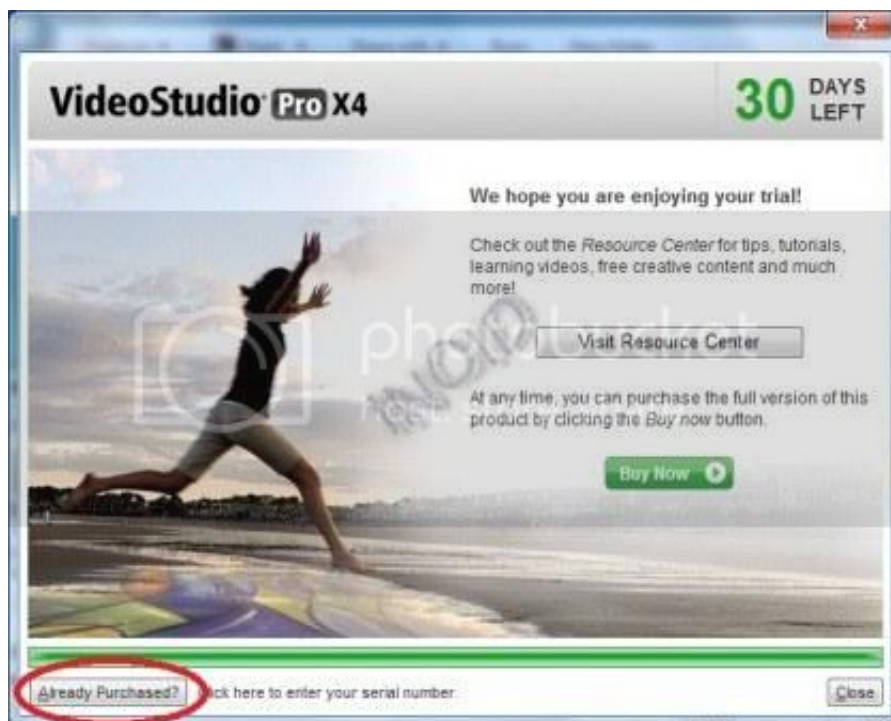 VideoStudio Pro X4
30 DAYS LEFT
We hope you are enjoying your trial!
Check out the Resource Center for tips, tutorials,
learning videos, free creative content and much
more!
Visit Resource Center
At any time, you can purchase the full version of this
product by clicking the Buy now button.
Buy Now
Already Purchased?
here to enter your serial number
Close
photobucket